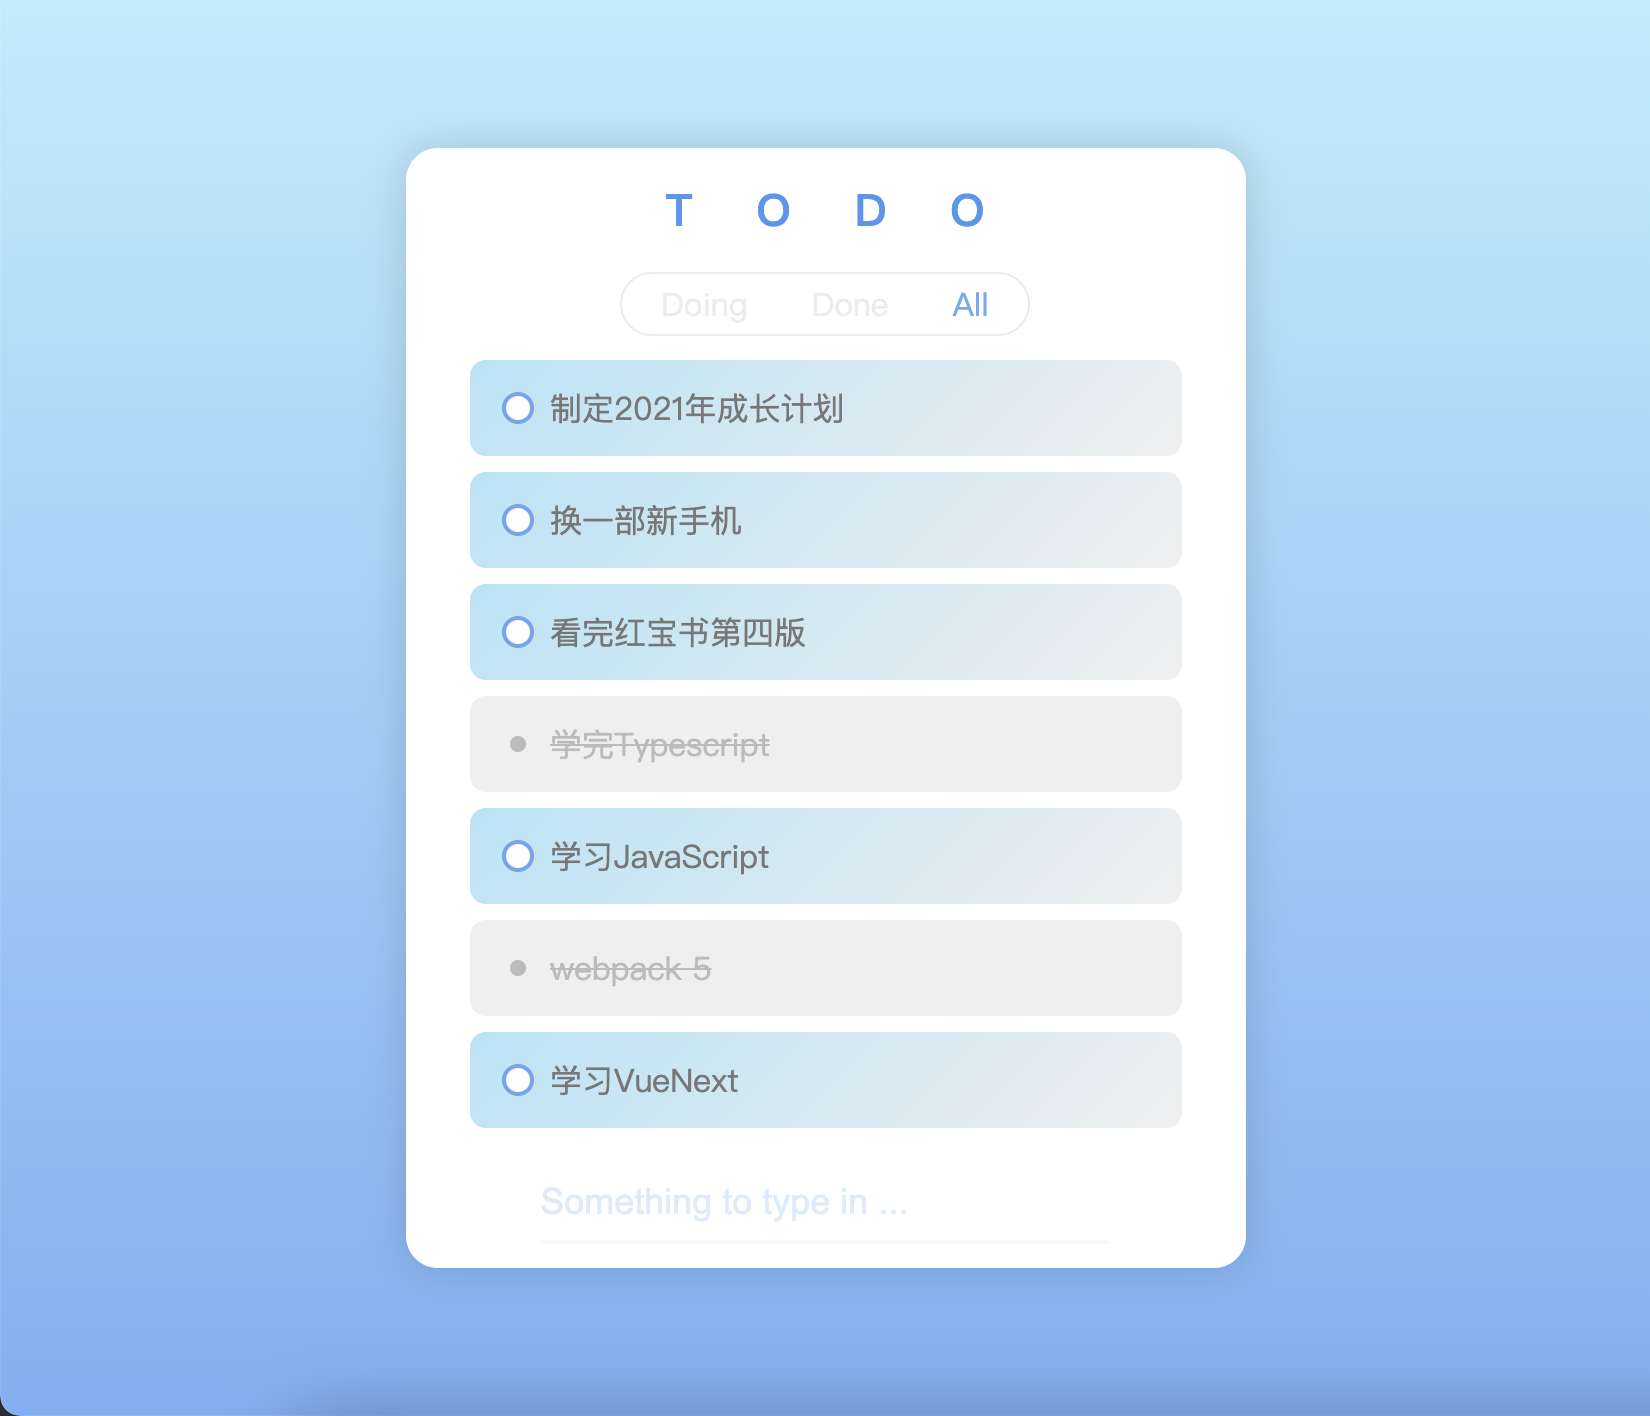 T O D O
Doing Done All
制定2021年成长计划
换一部新手机
看完红宝书第四版
学完Typescript
学习JavaScript
webpack 5
学习VueNext
Something to type in ...